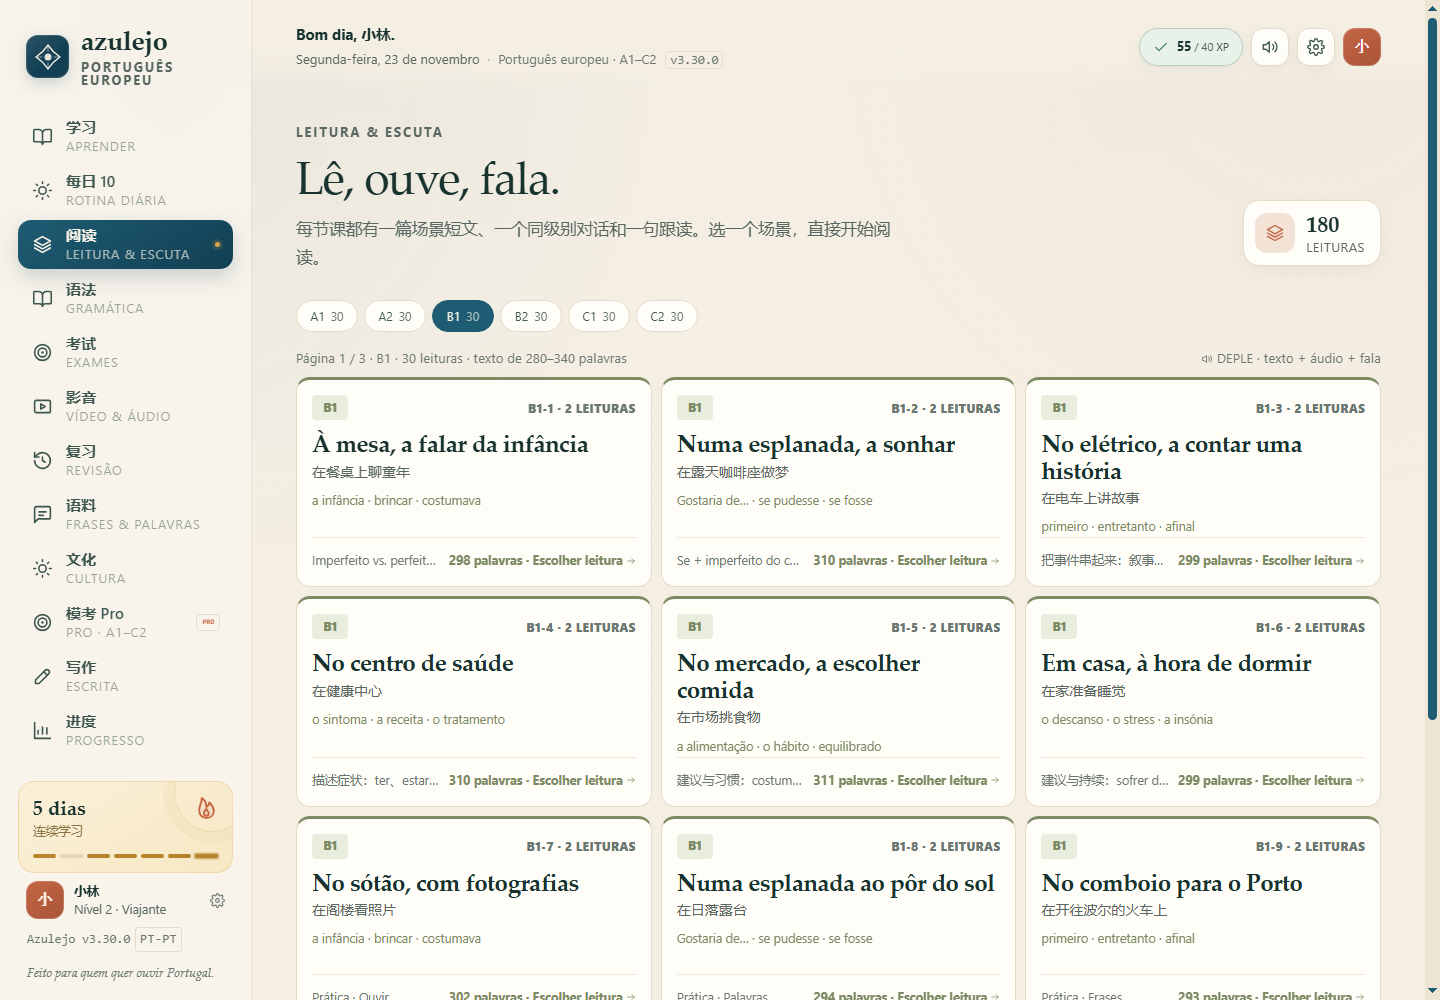 azulejo
PORTUGUÊS
EUROPEU
学习
APRENDER
每日 10
ROTINA DIÁRIA
阅读
LEITURA & ESCUTA
语法
GRAMÁTICA
考试
EXAMES
影音
VÍDEO & ÁUDIO
复习
REVISÃO
语料
FRASES & PALAVRAS
文化
CULTURA
模考 Pro
PRO · A1–C2
PRO
写作
ESCRITA
进度
PROGRESSO
5 dias
连续学习
小
小林
Nível 2 · Viajante
Azulejo v3.30.0 PT-PT
Feito para quem quer ouvir Portugal.
Bom dia, 小林.
Segunda-feira, 23 de novembro · Português europeu · A1–C2 v3.30.0
55 / 40 XP
小
LEITURA & ESCUTA
Lê, ouve, fala.
每节课都有一篇场景短文、一个同级别对话和一句跟读。选一个场景，直接开始阅
读。
180
LEITURAS
A1 30
A2 30
B1 30
B2 30
C1 30
C2 30
Página 1 / 3 · B1 · 30 leituras · texto de 280–340 palavras
DEPLE · texto + áudio + fala
B1
B1-1 · 2 LEITURAS
À mesa, a falar da infância
在餐桌上聊童年
a infância · brincar · costumava
Imperfeito vs. perfeit...
298 palavras · Escolher leitura →
B1
B1-2 · 2 LEITURAS
Numa esplanada, a sonhar
在露天咖啡座做梦
Gostaria de... · se pudesse · se fosse
Se + imperfeito do c...
310 palavras · Escolher leitura →
B1
B1-3 · 2 LEITURAS
No elétrico, a contar uma
história
在电车上讲故事
primeiro · entretanto · afinal
把事件串起来：叙事...
299 palavras · Escolher leitura →
B1
B1-4 · 2 LEITURAS
No centro de saúde
在健康中心
o sintoma · a receita · o tratamento
描述症状：ter、estar...
310 palavras · Escolher leitura →
B1
B1-5 · 2 LEITURAS
No mercado, a escolher
comida
在市场挑食物
a alimentação · o hábito · equilibrado
建议与习惯：costum...
311 palavras · Escolher leitura →
B1
B1-6 · 2 LEITURAS
Em casa, à hora de dormir
在家准备睡觉
o descanso · o stress · a insónia
建议与持续：sofrer d...
299 palavras · Escolher leitura →
B1
B1-7 · 2 LEITURAS
No sótão, com fotografias
在阁楼看照片
a infância · brincar · costumava
Prática · Ouvir
302 palavras · Escolher leitura →
B1
B1-8 · 2 LEITURAS
Numa esplanada ao pôr do sol
在日落露台
Gostaria de... · se pudesse · se fosse
Prática · Palavras
294 palavras · Escolher leitura →
B1
B1-9 · 2 LEITURAS
No comboio para o Porto
在开往波尔的火车上
primeiro · entretanto · afinal
Prática · Frases
293 palavras · Escolher leitura →